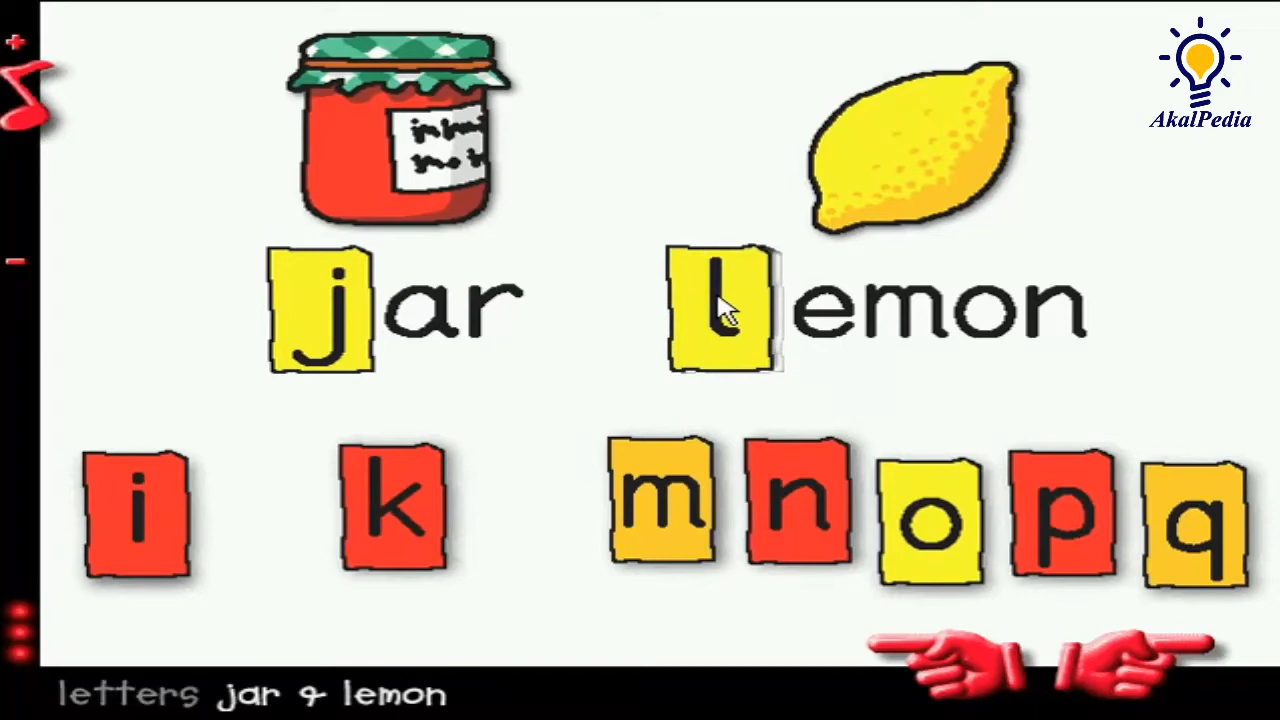 AkalPedia
jar lemon
i k m n o p q
letters jar & lemon